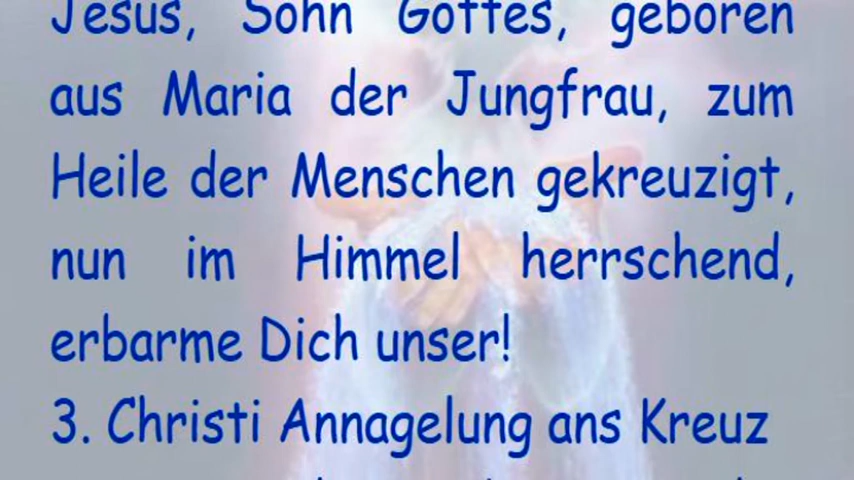 Jesus, Sohn Gottes, geboren
aus Maria der Jungfrau, zum
Heile der Menschen gekreuzigt,
nun im Himmel herrschend,
erbarme Dich unser!
3. Christi Annagelung ans Kreuz